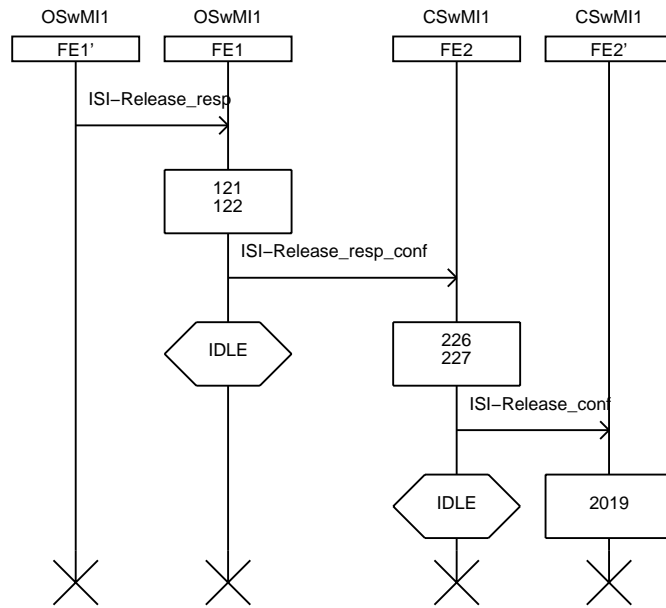 OSwMI1 OSwMI1 CSwMI1 CSwMI1
FE1’ FE1 FE2 FE2’
ISI−Release_resp
121
122
ISI−Release_resp_conf
IDLE
226
227
ISI−Release_conf
IDLE
2019